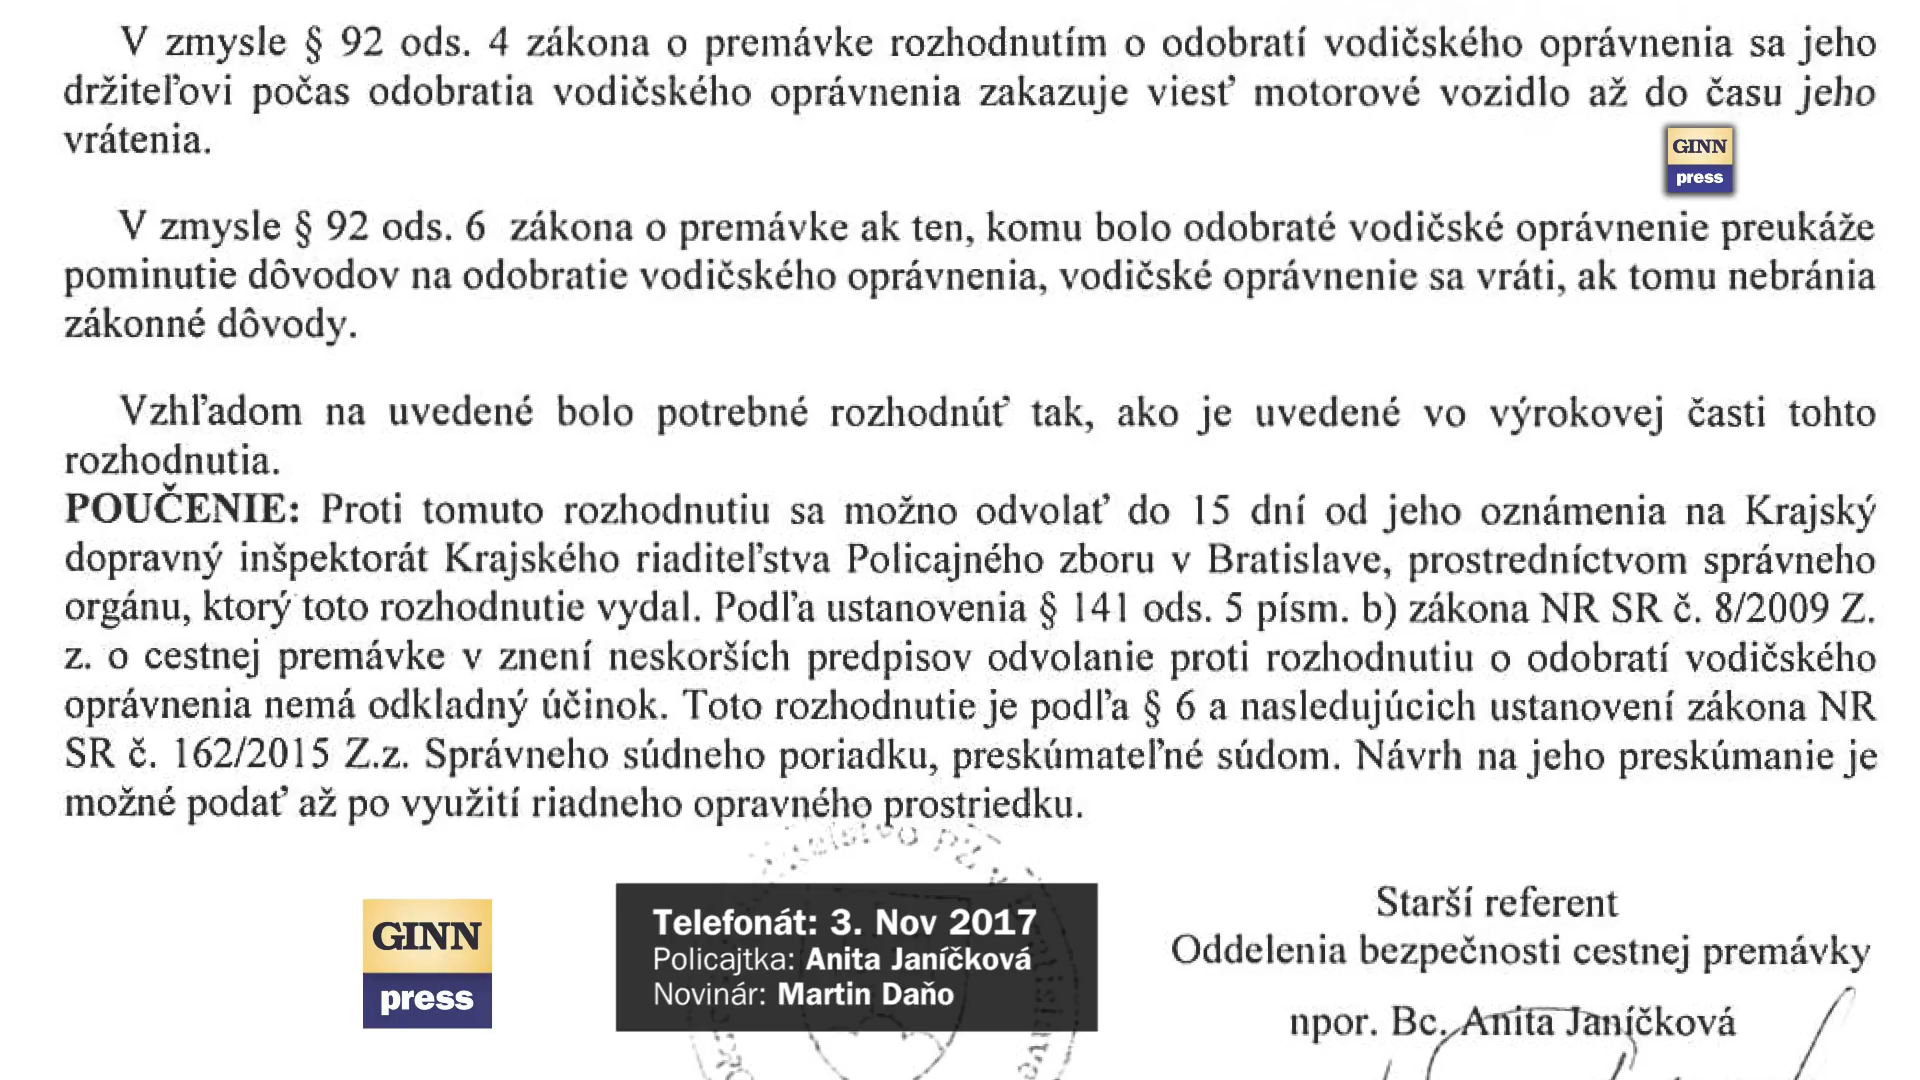 V zmysle § 92 ods. 4 zákona o premávke rozhodnutím o odobratí vodičského oprávnenia sa jeho
držiteľovi počas odobratia vodičského oprávnenia zakazuje viesť motorové vozidlo až do času jeho
vrátenia.
GINN
press
V zmysle § 92 ods. 6 zákona o premávke ak ten, komu bolo odobraté vodičské oprávnenie preukáže
pominutie dôvodov na odobratie vodičského oprávnenia, vodičské oprávnenie sa vráti, ak tomu nebránia
zákonné dôvody.
Vzhľadom na uvedené bolo potrebné rozhodnúť tak, ako je uvedené vo výrokovej časti tohto
rozhodnutia.
POUČENIE: Proti tomuto rozhodnutiu sa možno odvolať do 15 dní od jeho oznámenia na Krajský
dopravný inšpektorát Krajského riaditeľstva Policajného zboru v Bratislave, prostredníctvom správneho
orgánu, ktorý toto rozhodnutie vydal. Podľa ustanovenia § 141 ods. 5 písm. b) zákona NR SR č. 8/2009 Z.
z. o cestnej premávke v znení neskorších predpisov odvolanie proti rozhodnutiu o odobratí vodičského
oprávnenia nemá odkladný účinok. Toto rozhodnutie je podľa § 6 a nasledujúcich ustanovení zákona NR
SR č. 162/2015 Z.z. Správneho súdneho poriadku, preskúmateľné súdom. Návrh na jeho preskúmanie je
možné podať až po využití riadneho opravného prostriedku.
GINN
press
Telefonát: 3. Nov 2017
Policajtka: Anita Janíčková
Novinár: Martin Daňo
Starší referent
Oddelenia bezpečnosti cestnej premávky
npor. Bc. Anita Janíčková